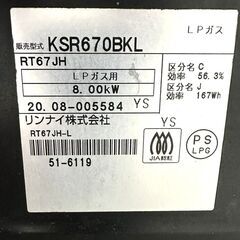 LPガス
販売型式 KSR670BKL
RT67JH
LPガス用
8.00kW
区分名 C
効率 56.3%
区分名 J
効率 167Wh
20.08-005584 YS
YS
リンナイ株式会社
RT67JH-L
51-6119
JIA認証
PS
LPG